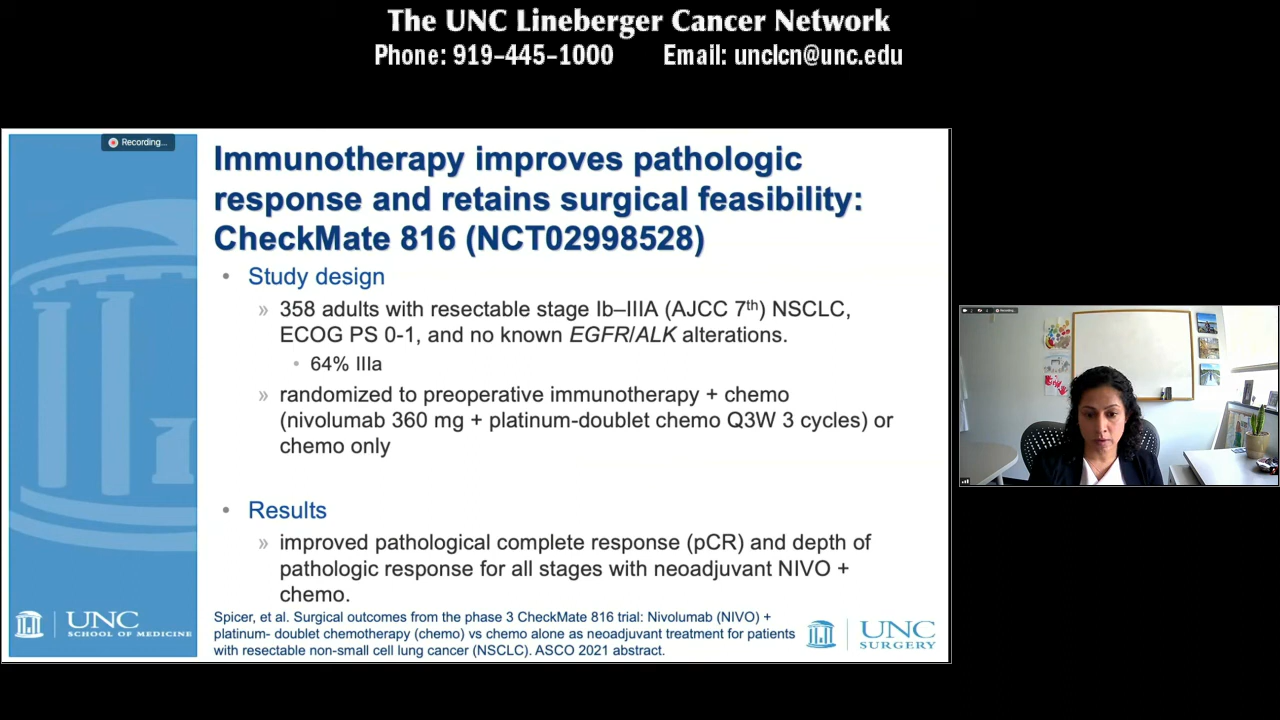 The UNC Lineberger Cancer Network
Phone: 919-445-1000 Email: unclcn@unc.edu
Recording...
Immunotherapy improves pathologic
response and retains surgical feasibility:
CheckMate 816 (NCT02998528)
• Study design
» 358 adults with resectable stage Ib–IIIA (AJCC 7th) NSCLC,
ECOG PS 0-1, and no known EGFR/ALK alterations.
• 64% IIIa
» randomized to preoperative immunotherapy + chemo
(nivolumab 360 mg + platinum-doublet chemo Q3W 3 cycles) or
chemo only
• Results
» improved pathological complete response (pCR) and depth of
pathologic response for all stages with neoadjuvant NIVO +
chemo.
Spicer, et al. Surgical outcomes from the phase 3 CheckMate 816 trial: Nivolumab (NIVO) +
platinum- doublet chemotherapy (chemo) vs chemo alone as neoadjuvant treatment for patients
with resectable non-small cell lung cancer (NSCLC). ASCO 2021 abstract.
UNC
SCHOOL OF MEDICINE
UNC
SURGERY